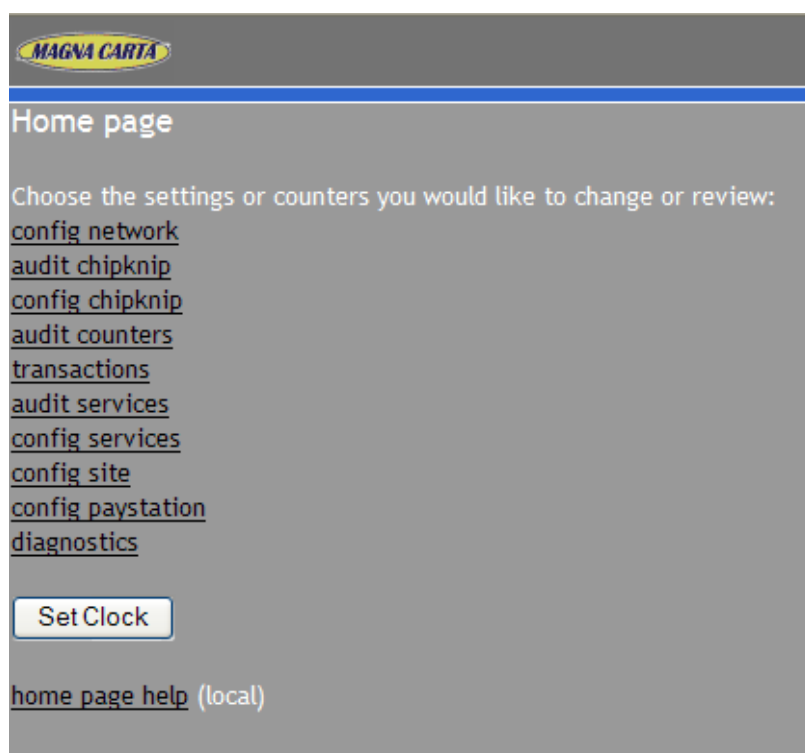 MAGNA CARTA
Home page
Choose the settings or counters you would like to change or review:
config network
audit chipknip
config chipknip
audit counters
transactions
audit services
config services
config site
config paystation
diagnostics
Set Clock
home page help (local)